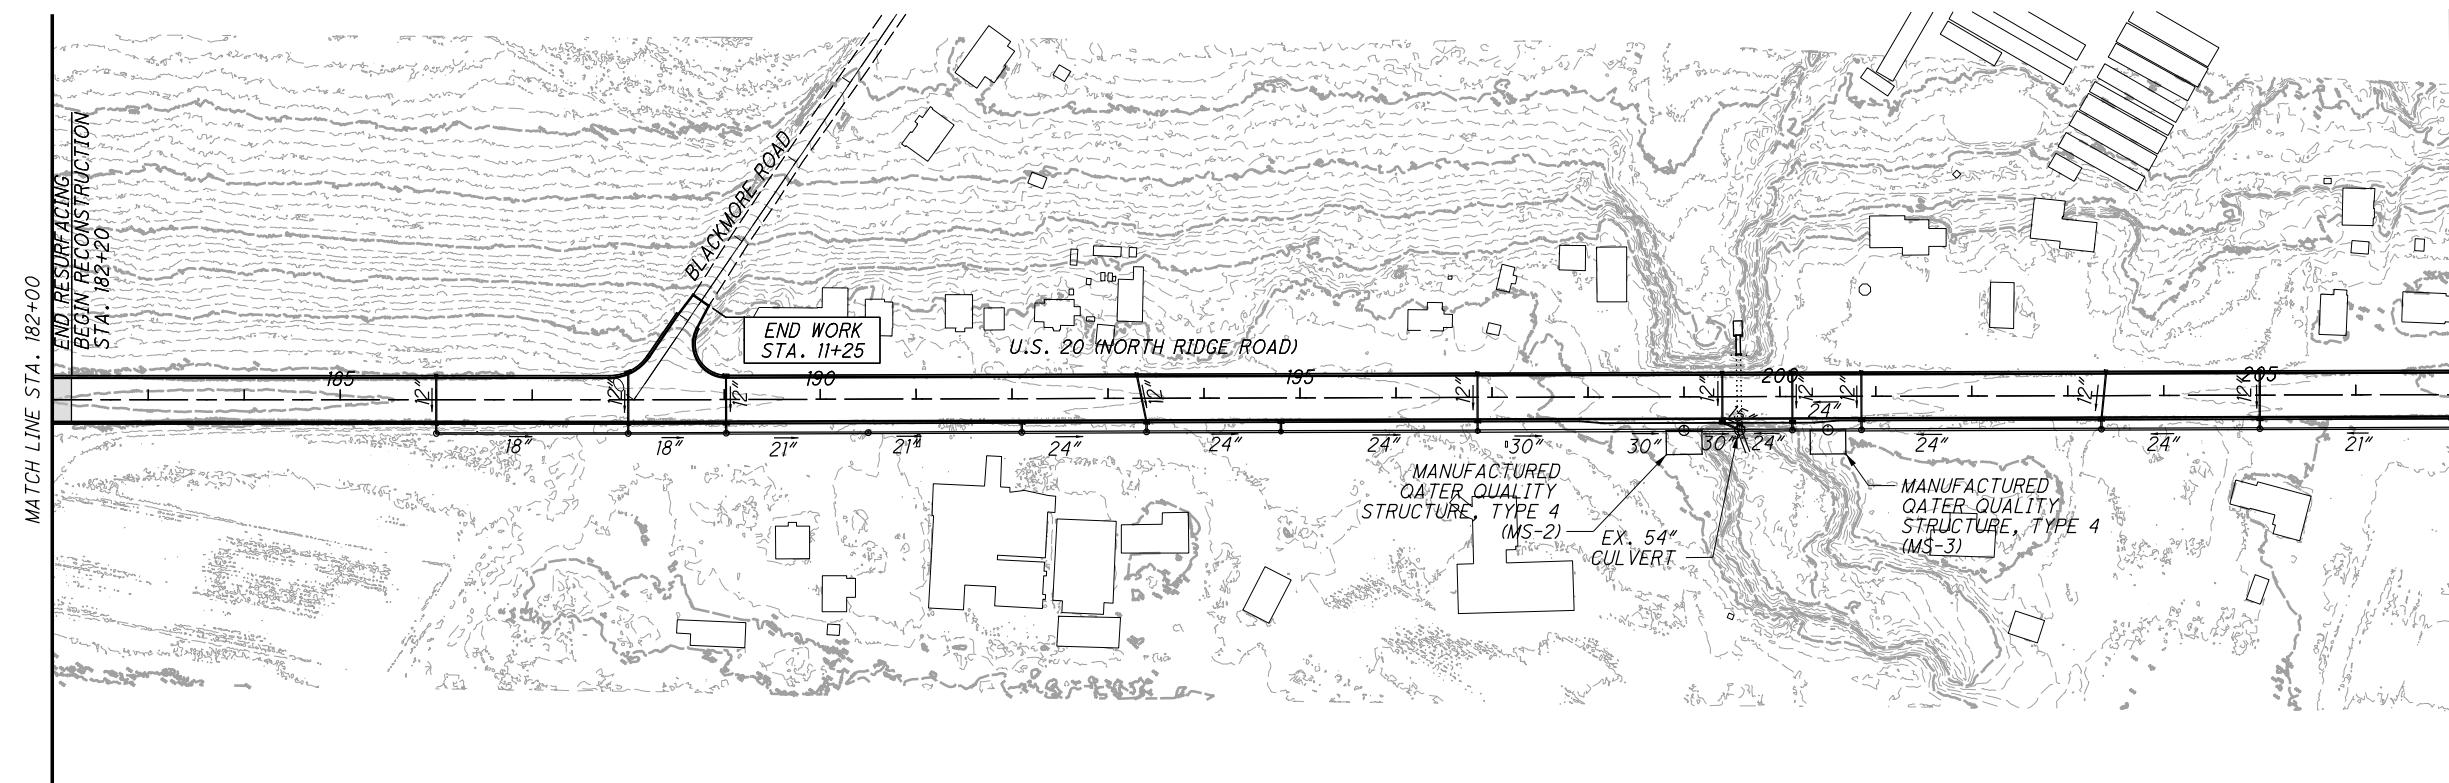 MATCH LINE STA. 182+00
END RESURFACING
BEGIN RECONSTRUCTION
STA. 182+20
BLACKMORE ROAD
END WORK
STA. 11+25
U.S. 20 (NORTH RIDGE ROAD)
185
190
195
200
205
12"
12"
12"
12"
12"
12"
12"
12"
12"
12"
15"
24"
18"
18"
21"
21"
24"
24"
24"
30"
30"
30"
24"
24"
24"
21"
MANUFACTURED
QATER QUALITY
STRUCTURE, TYPE 4
(MS-2)
EX. 54"
CULVERT
MANUFACTURED
QATER QUALITY
STRUCTURE, TYPE 4
(MS-3)